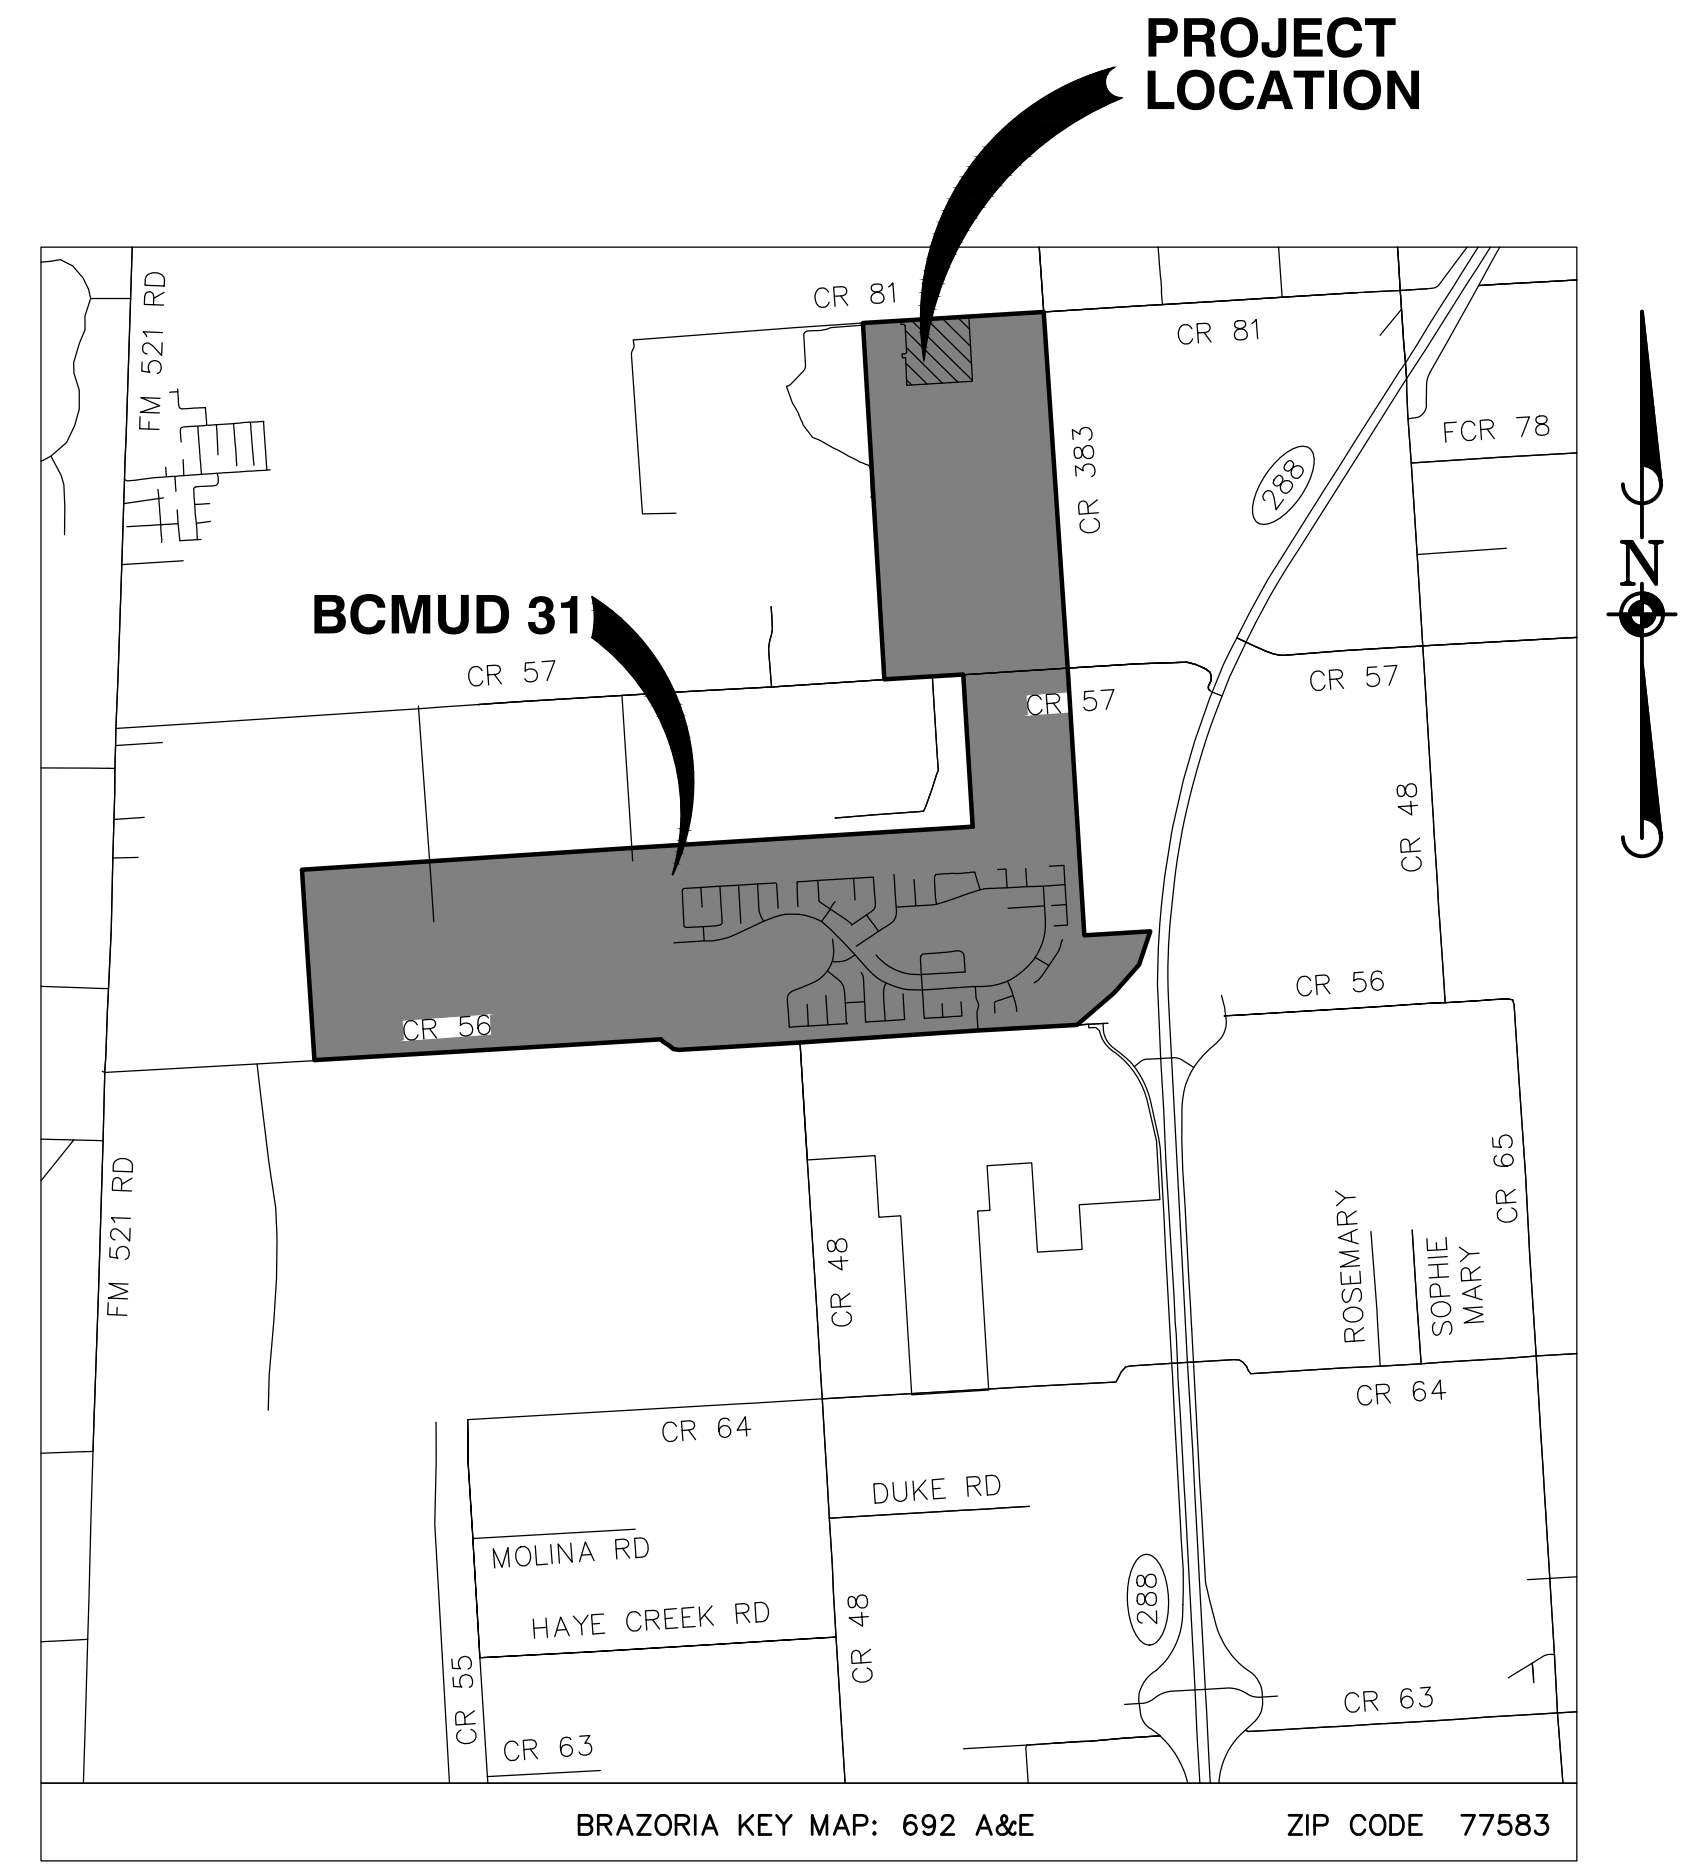 PROJECT
LOCATION
FM 521 RD
CR 81
CR 81
FCR 78
CR 383
288
N
BCMUD 31
CR 57
CR 57
CR 57
CR 48
CR 56
CR 56
CR 65
FM 521 RD
CR 48
ROSEMARY
SOPHIE
MARY
CR 64
CR 64
DUKE RD
MOLINA RD
288
HAYE CREEK RD
CR 48
CR 55
CR 63
CR 63
BRAZORIA KEY MAP: 692 A&E
ZIP CODE 77583